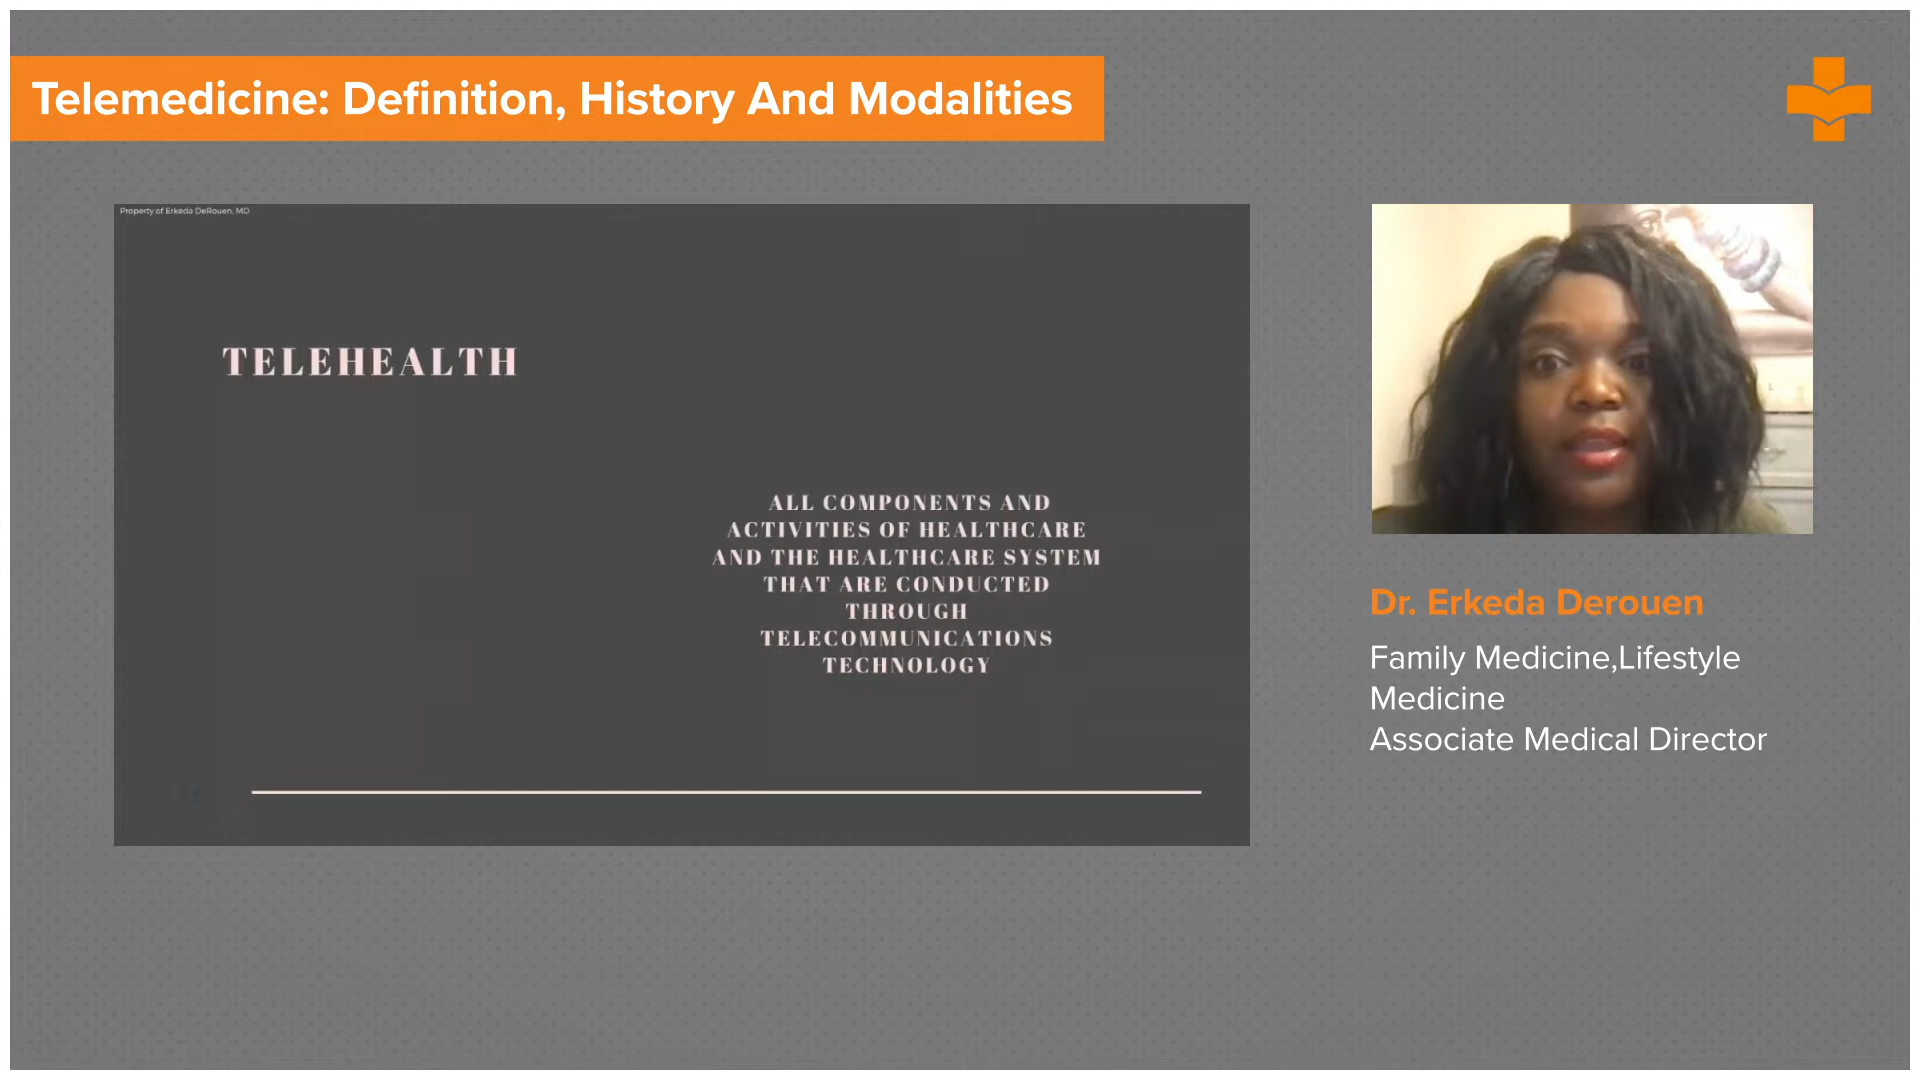 Telemedicine: Definition, History And Modalities
Property of Erkeda DeRouen, MD
TELEHEALTH
ALL COMPONENTS AND
ACTIVITIES OF HEALTHCARE
AND THE HEALTHCARE SYSTEM
THAT ARE CONDUCTED
THROUGH
TELECOMMUNICATIONS
TECHNOLOGY
Dr. Erkeda Derouen
Family Medicine,Lifestyle
Medicine
Associate Medical Director